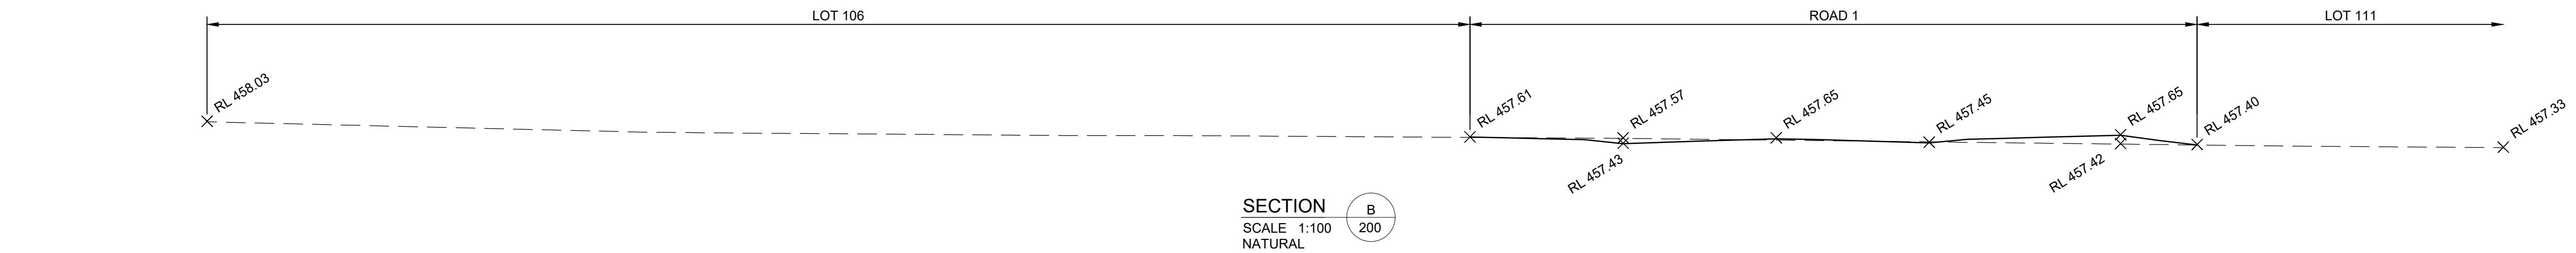 LOT 106
ROAD 1
LOT 111
RL 458.03
RL 457.61
RL 457.57
RL 457.65
RL 457.45
RL 457.65
RL 457.40
RL 457.33
RL 457.43
RL 457.42
SECTION
B
SCALE 1:100
200
NATURAL